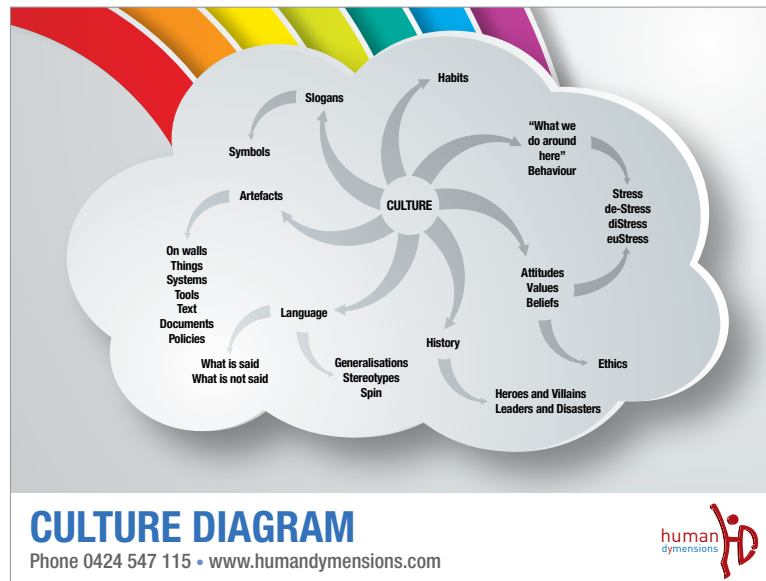 Habits
Slogans
"What we
do around
here"
Behaviour
Symbols
Stress
de-Stress
diStress
euStress
Artefacts
CULTURE
On walls
Things
Systems
Tools
Text
Documents
Policies
Attitudes
Values
Beliefs
Language
History
What is said
What is not said
Generalisations
Stereotypes
Spin
Ethics
Heroes and Villains
Leaders and Disasters
CULTURE DIAGRAM
Phone 0424 547 115 • www.humandymensions.com
human
dymensions
HD